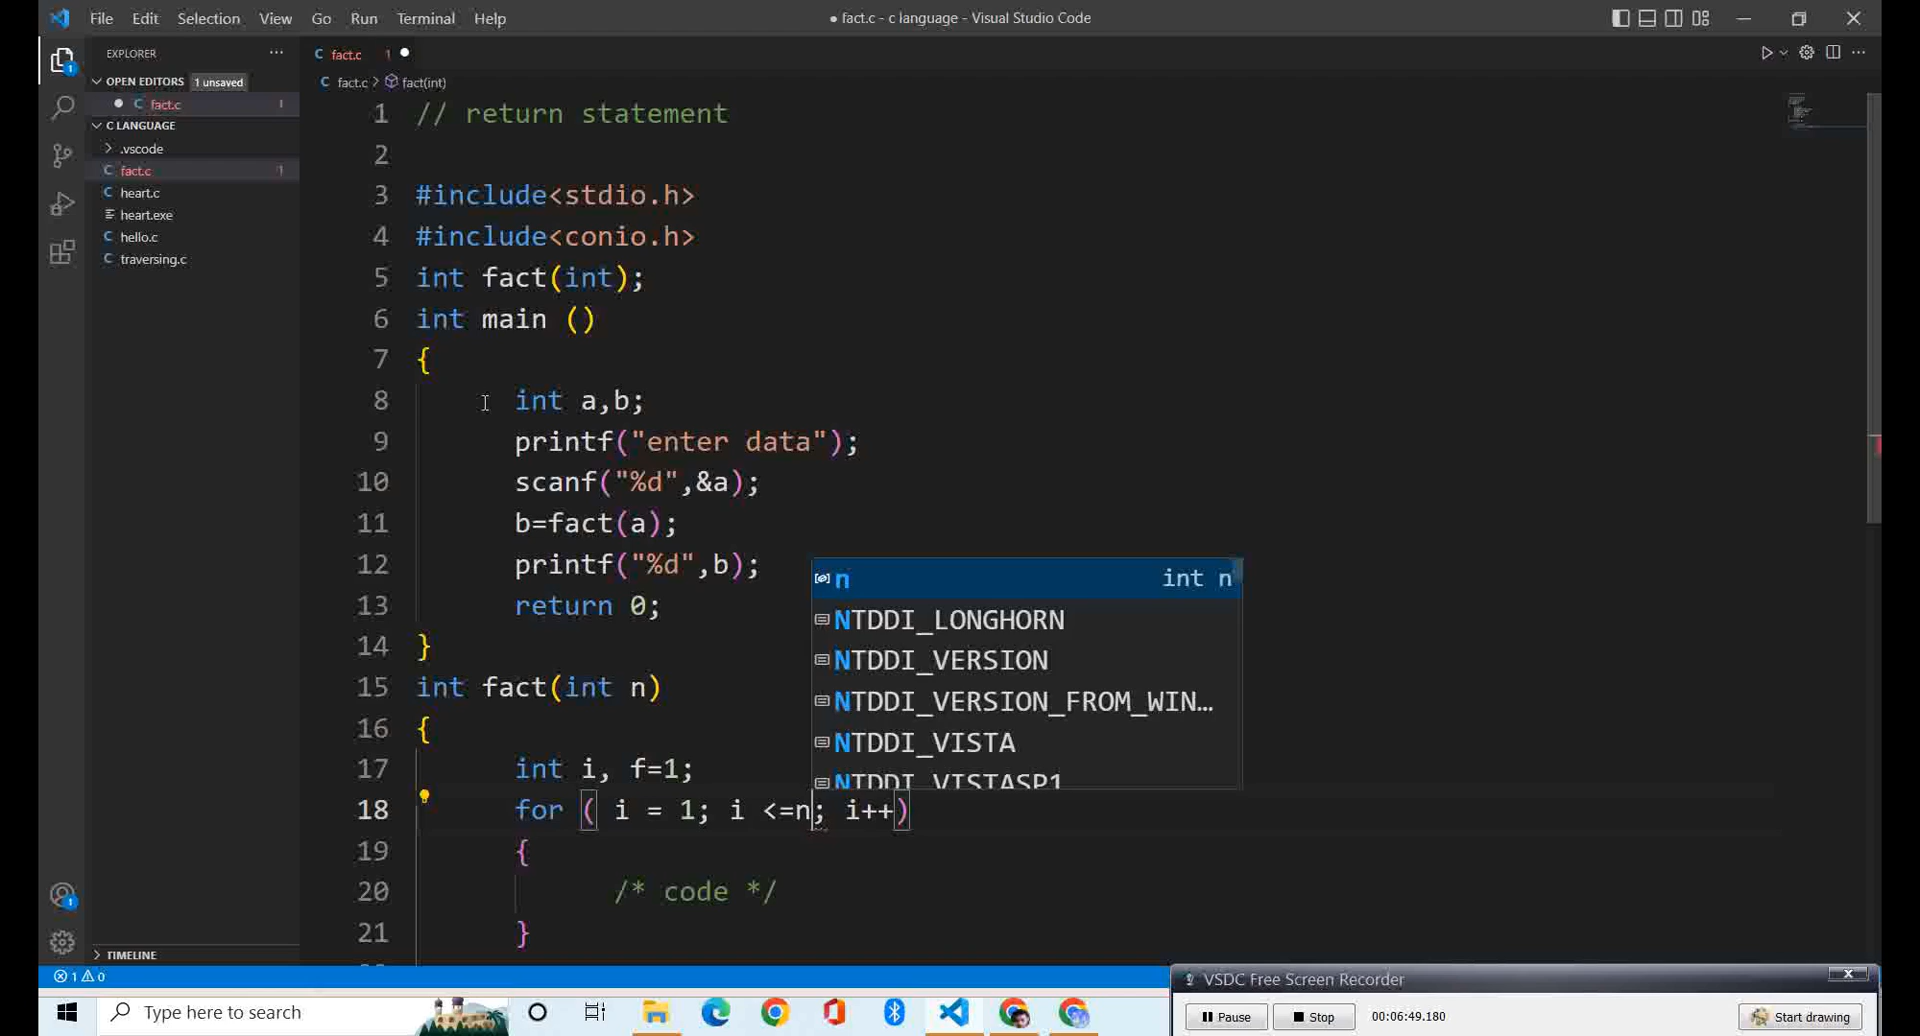 File Edit Selection View Go Run Terminal Help
● fact.c - c language - Visual Studio Code
EXPLORER ···
C fact.c 1 ●
OPEN EDITORS 1 unsaved
C fact.c > fact(int)
● C fact.c 1
C LANGUAGE
> .vscode
C fact.c 1
C heart.c
heart.exe
C hello.c
C traversing.c
TIMELINE
1 // return statement
2
3 #include<stdio.h>
4 #include<conio.h>
5 int fact(int);
6 int main ()
7 {
8 int a,b;
9 printf("enter data");
10 scanf("%d",&a);
11 b=fact(a);
12 printf("%d",b);
13 return 0;
14 }
15 int fact(int n)
16 {
17 int i, f=1;
18 for ( i = 1; i <=n; i++)
19 {
20 /* code */
21 }
n int n
NTDDI_LONGHORN
NTDDI_VERSION
NTDDI_VERSION_FROM_WIN...
NTDDI_VISTA
NTDDI_VISTASP1
1 0
VSDC Free Screen Recorder
Type here to search
Pause Stop 00:06:49.180 Start drawing